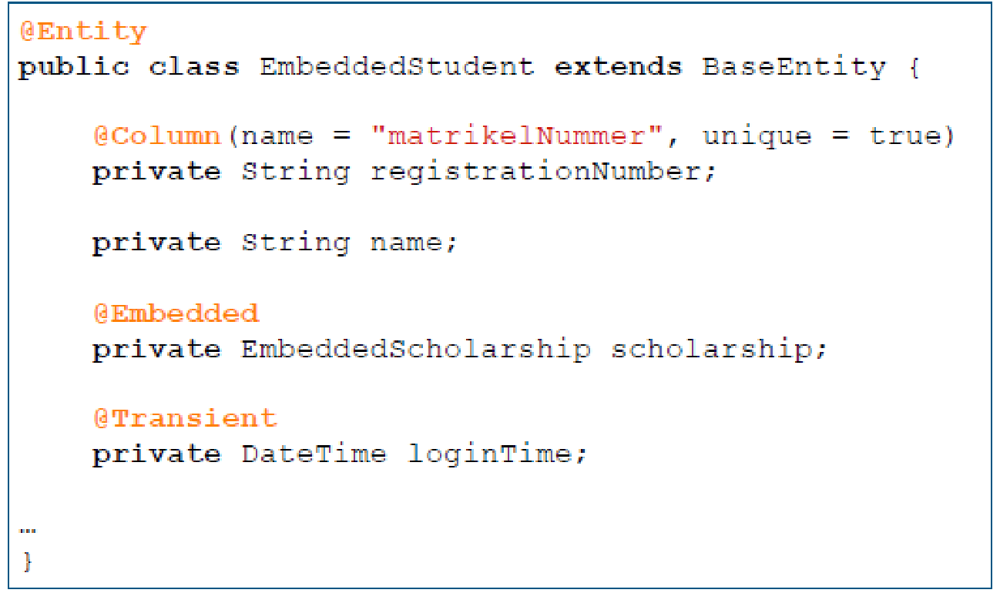 @Entity
public class EmbeddedStudent extends BaseEntity {
@Column(name = "matrikelNummer", unique = true)
private String registrationNumber;
private String name;
@Embedded
private EmbeddedScholarship scholarship;
@Transient
private DateTime loginTime;
…
}